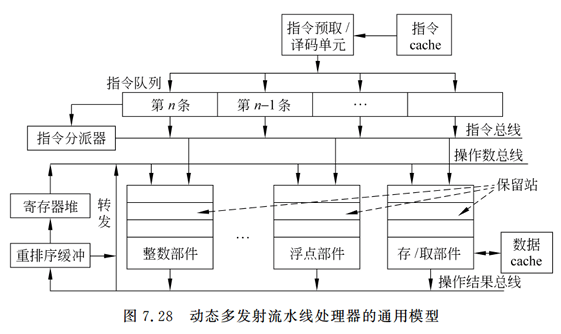 指令预取/
译码单元
指令
cache
指令队列
第 n 条
第 n-1 条
…
指令分派器
指令总线
操作数总线
寄存器堆
转
发
保留站
重排序缓冲
整数部件
…
浮点部件
存/取部件
数据
cache
操作结果总线
图 7.28 动态多发射流水线处理器的通用模型